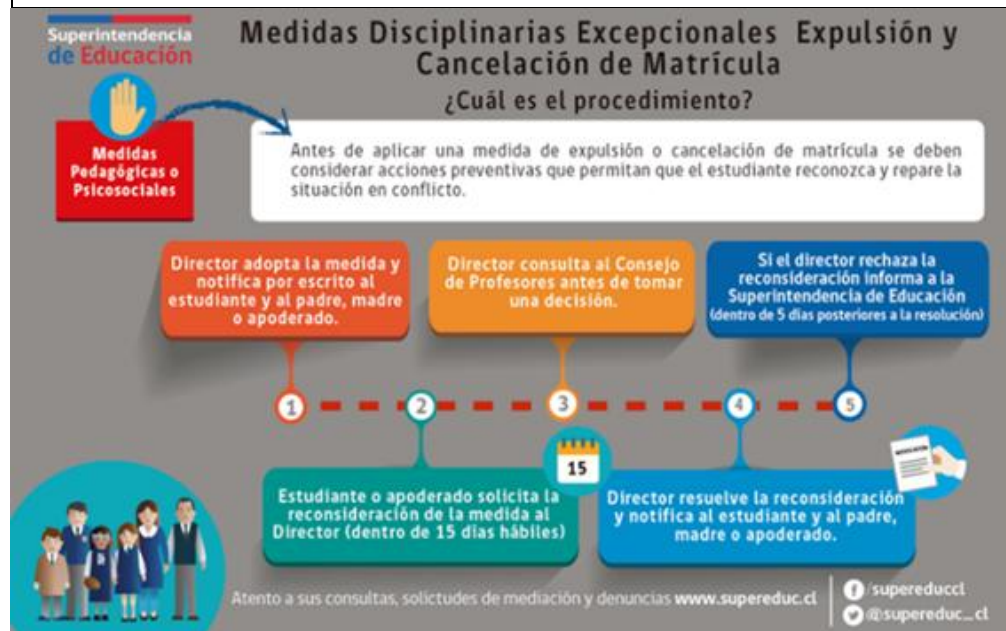 Superintendencia
de Educación
Medidas Disciplinarias Excepcionales Expulsión y
Cancelación de Matrícula
¿Cuál es el procedimiento?
Medidas
Pedagógicas o
Psicosociales
Antes de aplicar una medida de expulsión o cancelación de matrícula se deben
considerar acciones preventivas que permitan que el estudiante reconozca y repare la
situación en conflicto.
Director adopta la medida y
notifica por escrito al
estudiante y al padre, madre
o apoderado.
Director consulta al Consejo
de Profesores antes de tomar
una decisión.
Si el director rechaza la
reconsideración informa a la
Superintendencia de Educación
(dentro de 5 días posteriores a la resolución)
1
2
3
4
5
15
Estudiante o apoderado solicita la
reconsideración de la medida al
Director (dentro de 15 días hábiles)
Director resuelve la reconsideración
y notifica al estudiante y al padre,
madre o apoderado.
Atento a sus consultas, solictudes de mediación y denuncias www.supereduc.cl
/supereduccl
@supereduc_cl